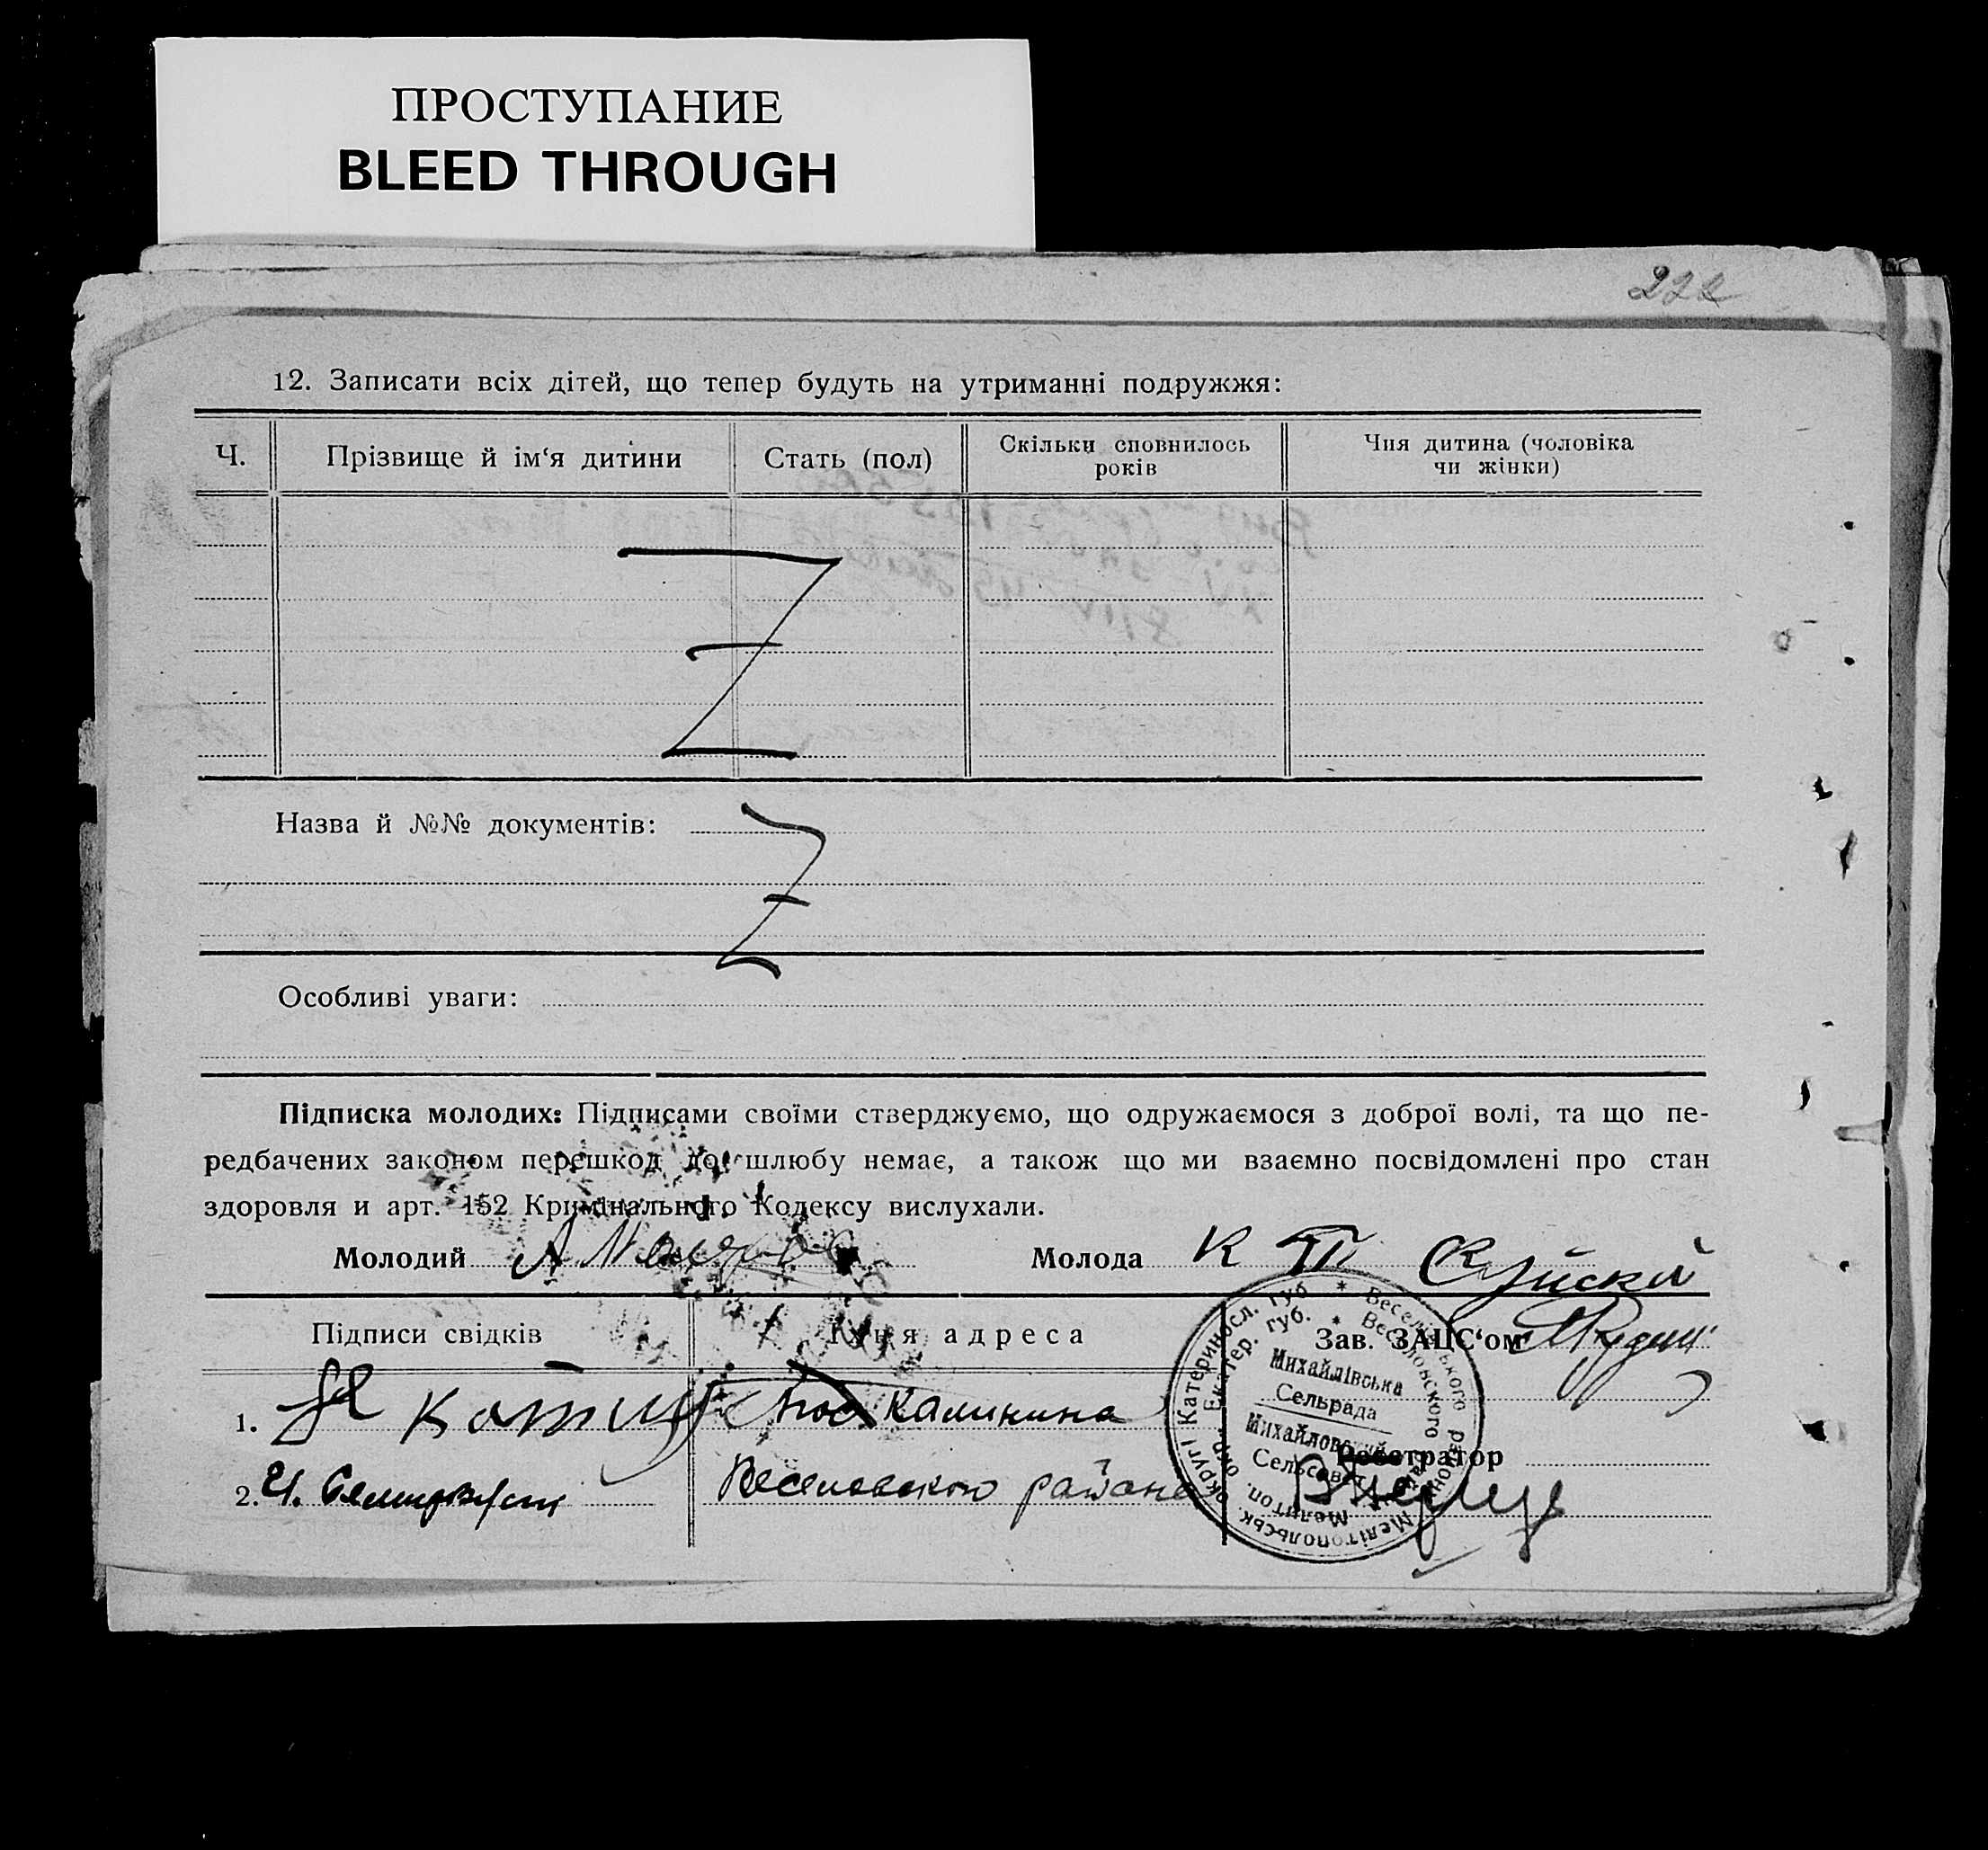 ПРОСТУПАНИЕ
BLEED THROUGH
222
12. Записати всіх дітей, що тепер будуть на утриманні подружжя:
Ч. Прізвище й ім‘я дитини Стать (пол) Скільки сповнилось років Чия дитина (чоловіка чи жінки)
Назва й №№ документів:
Особливі уваги:
Підписка молодих: Підписами своїми стверджуємо, що одружаємося з доброї волі, та що пе-
редбачених законом перешкод до шлюбу немає, а також що ми взаємно посвідомлені про стан
здоровля и арт. 152 Кримінального Кодексу вислухали.
Молодий Молода
Підписи свідків Їхня адреса Зав. ЗАЦС‘ом
1. Калинина
2. Веселовского района
Реєстратор
Михайлівська
Сельрада
Михайловский
Сельсовет